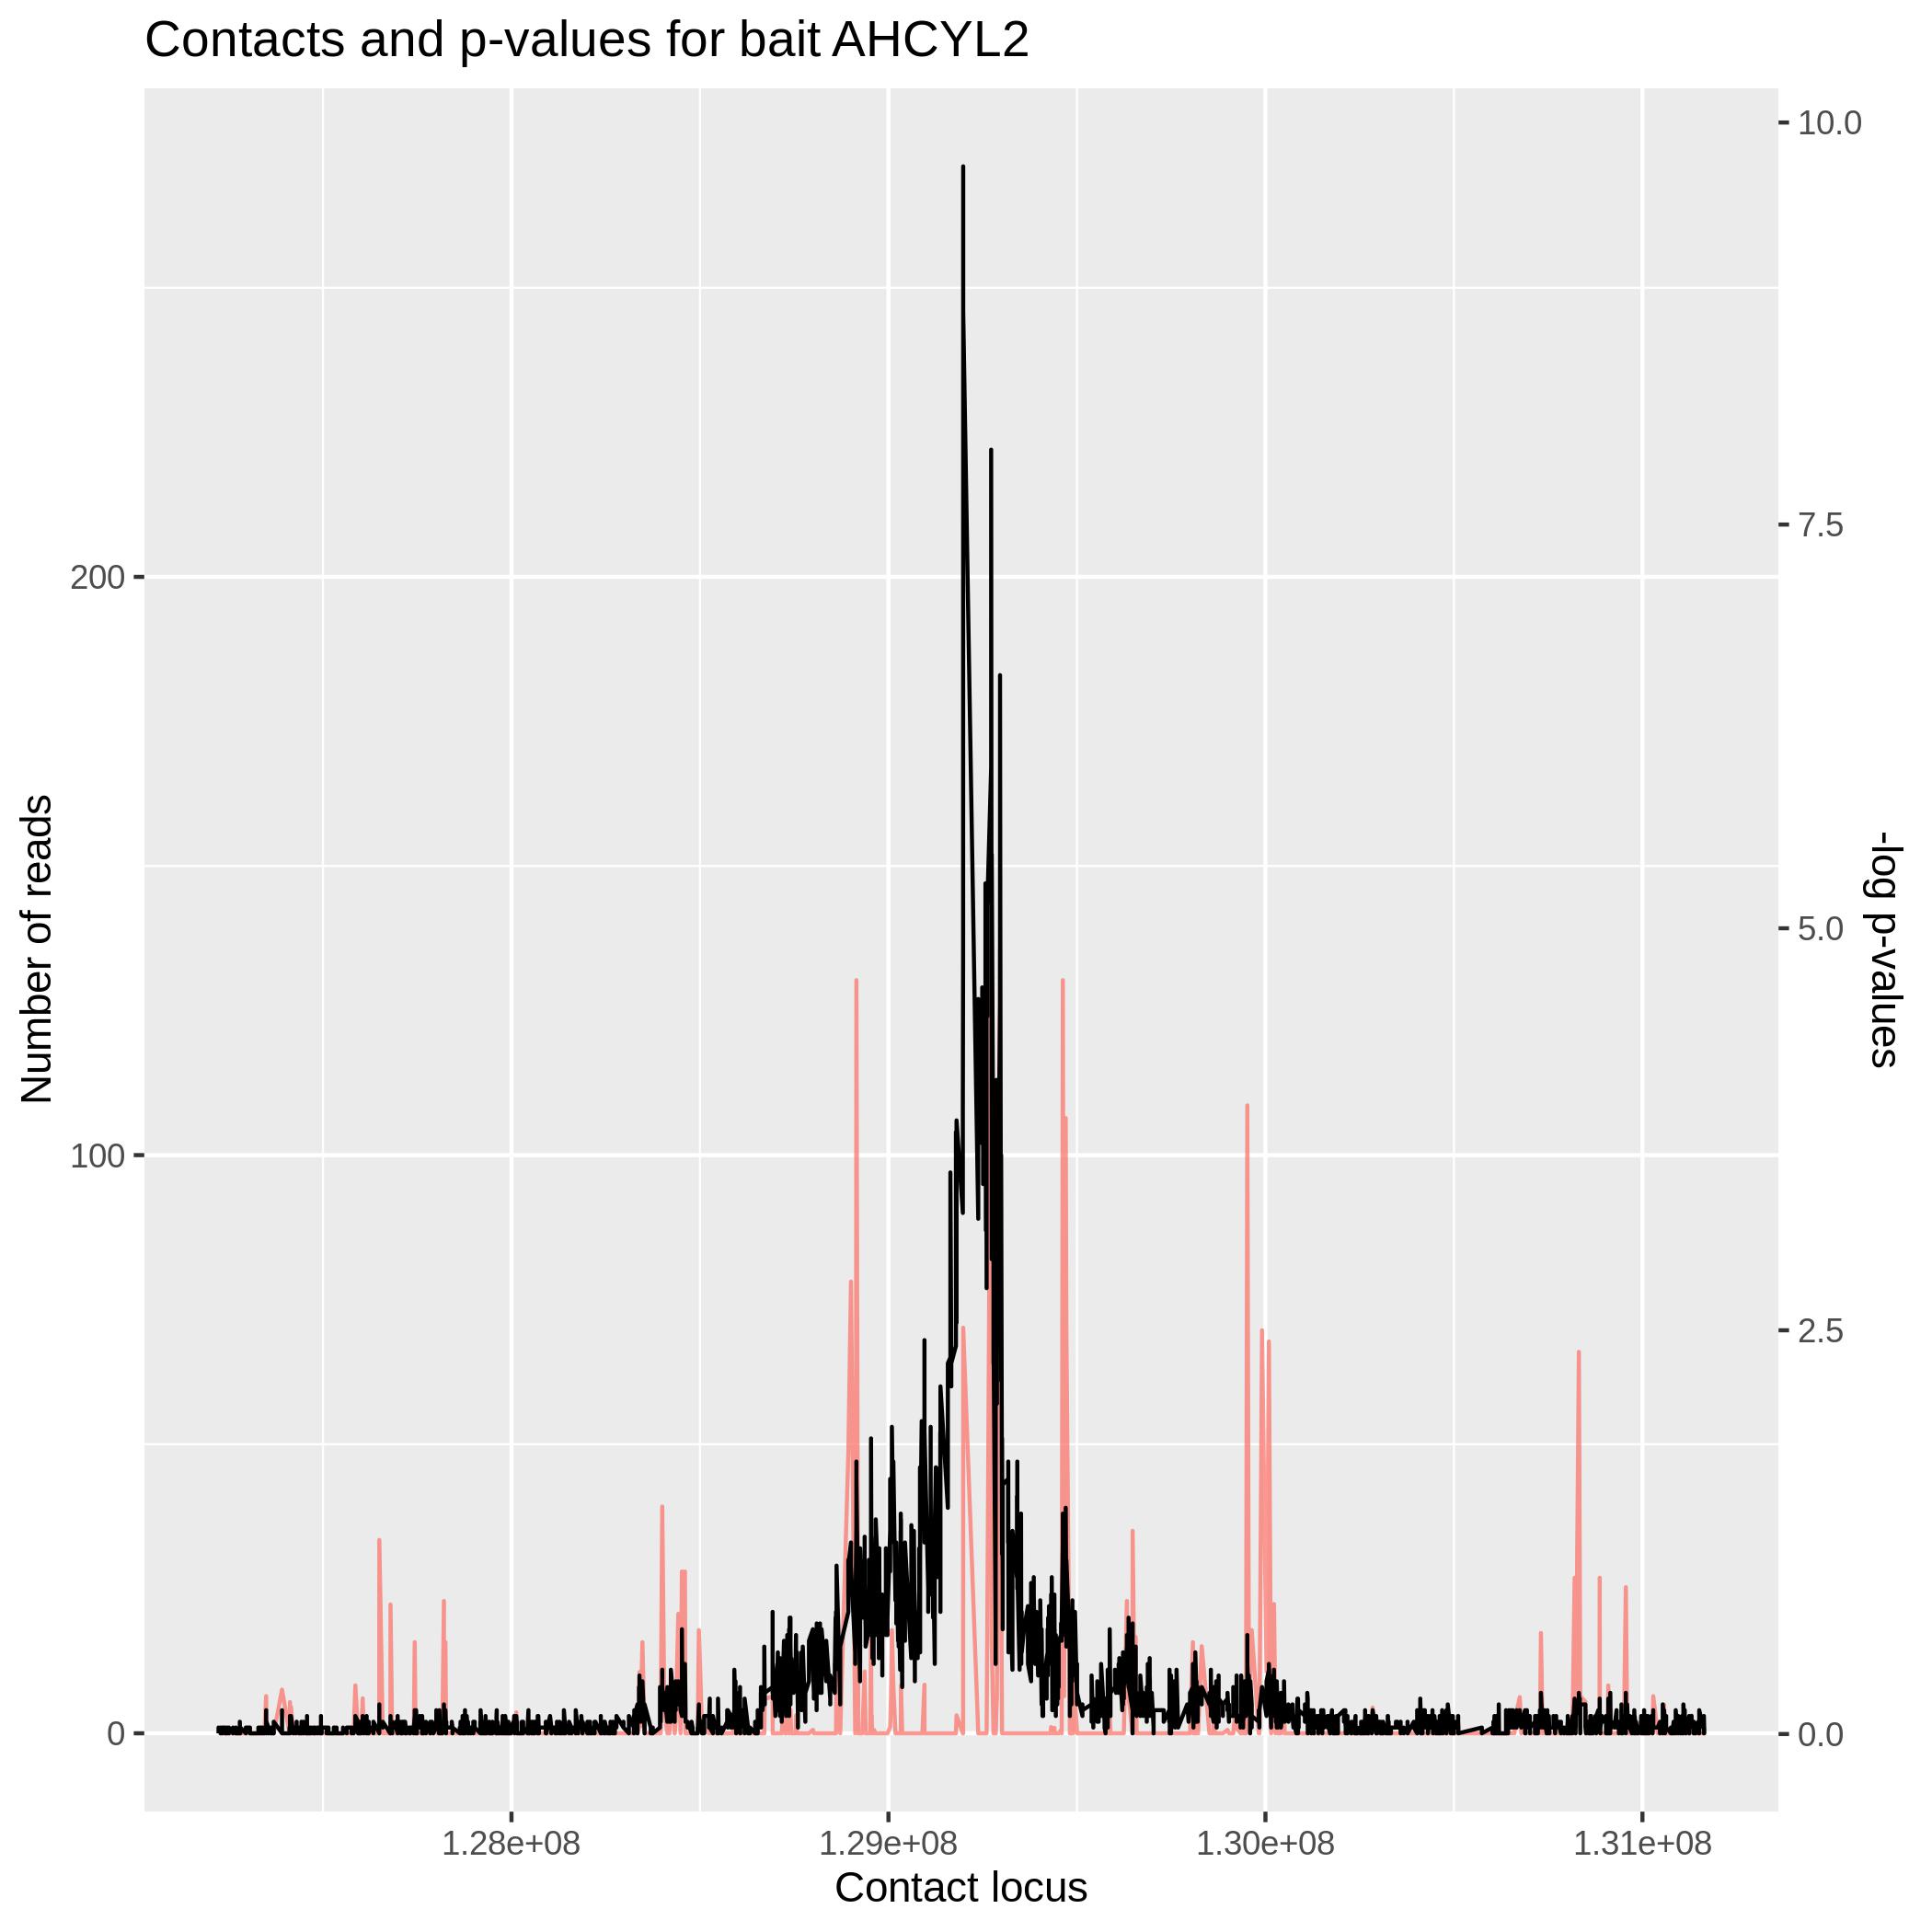 Contacts and p-values for bait AHCYL2
10.0
7.5
200
5.0
Number of reads
-log p-values
100
2.5
0
0.0
1.28e+08
1.29e+08
1.30e+08
1.31e+08
Contact locus